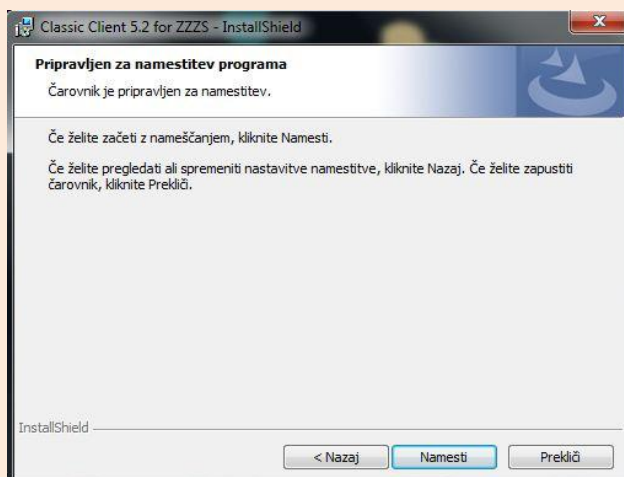 Classic Client 5.2 for ZZZS - InstallShield
Pripravljen za namestitev programa
Čarovnik je pripravljen za namestitev.
Če želite začeti z nameščanjem, kliknite Namesti.
Če želite pregledati ali spremeniti nastavitve namestitve, kliknite Nazaj. Če želite zapustiti
čarovnik, kliknite Prekliči.
InstallShield
< Nazaj
Namesti
Prekliči